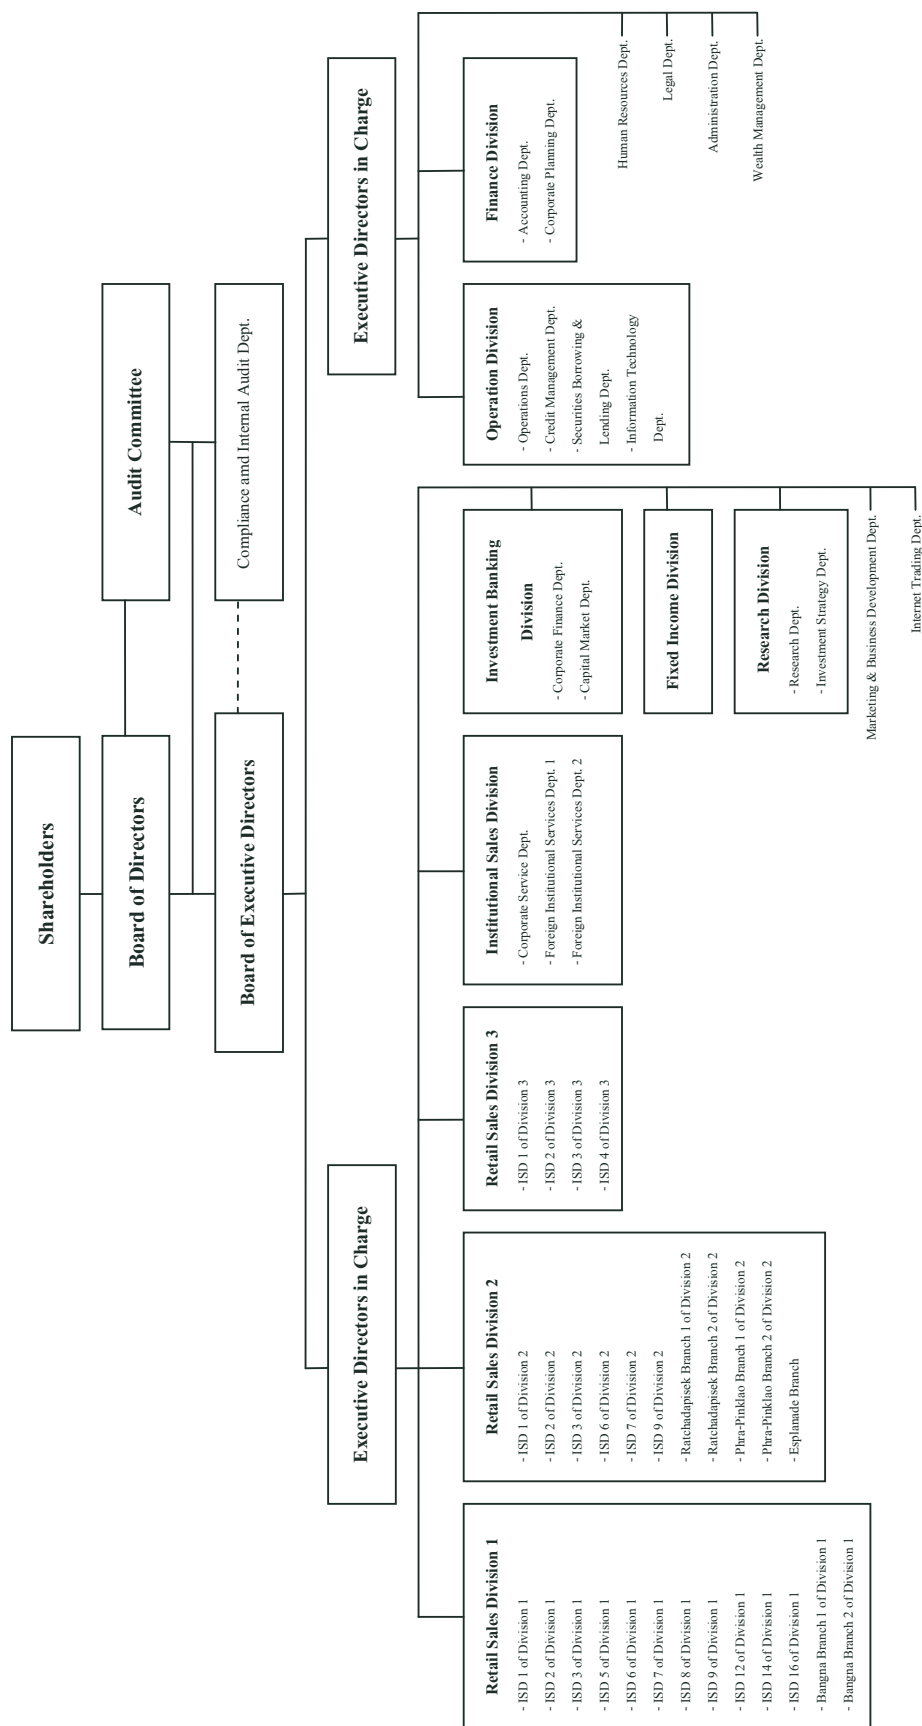 Shareholders
Board of Directors
Audit Committee
Board of Executive Directors
Compliance amd Internal Audit Dept.
Executive Directors in Charge
Executive Directors in Charge
Retail Sales Division 1
- ISD 1 of Division 1
- ISD 2 of Division 1
- ISD 3 of Division 1
- ISD 5 of Division 1
- ISD 6 of Division 1
- ISD 7 of Division 1
- ISD 8 of Division 1
- ISD 9 of Division 1
- ISD 12 of Division 1
- ISD 14 of Division 1
- ISD 16 of Division 1
- Bangna Branch 1 of Division 1
- Bangna Branch 2 of Division 1
Retail Sales Division 2
- ISD 1 of Division 2
- ISD 2 of Division 2
- ISD 3 of Division 2
- ISD 6 of Division 2
- ISD 7 of Division 2
- ISD 9 of Division 2
- Ratchadapisek Branch 1 of Division 2
- Ratchadapisek Branch 2 of Division 2
- Phra-Pinklao Branch 1 of Division 2
- Phra-Pinklao Branch 2 of Division 2
- Esplanade Branch
Retail Sales Division 3
- ISD 1 of Division 3
- ISD 2 of Division 3
- ISD 3 of Division 3
- ISD 4 of Division 3
Institutional Sales Division
- Corporate Service Dept.
- Foreign Institutional Services Dept. 1
- Foreign Institutional Services Dept. 2
Investment Banking
Division
- Corporate Finance Dept.
- Capital Market Dept.
Fixed Income Division
Research Division
- Research Dept.
- Investment Strategy Dept.
Marketing & Business Development Dept.
Internet Trading Dept.
Operation Division
- Operations Dept.
- Credit Management Dept.
- Securities Borrowing &
Lending Dept.
- Information Technology
Dept.
Finance Division
- Accounting Dept.
- Corporate Planning Dept.
Human Resources Dept.
Legal Dept.
Administration Dept.
Wealth Management Dept.